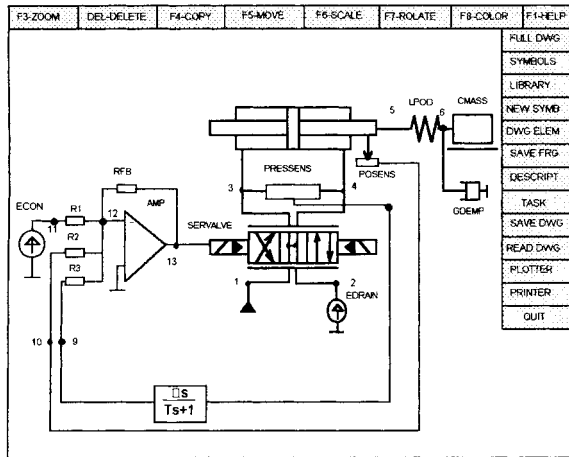 F3-ZOOM DEL-DELETE F4-COPY F5-MOVE F6-SCALE F7-ROLATE F8-COLOR F1-HELP
FULL DWG
SYMBOLS
LIBRARY
NEW SYMB
DWG ELEM
SAVE FRG
DESCRIPT
TASK
SAVE DWG
READ DWG
PLOTTER
PRINTER
QUIT
5 LPOD 6 CMASS
PRESSENS
3 4 POSENS
GDEMP
RFB
AMP
ECON
11 R1 12
R2
R3
13
SERVALVE
1 2
EDRAIN
10 9
s
Ts+1